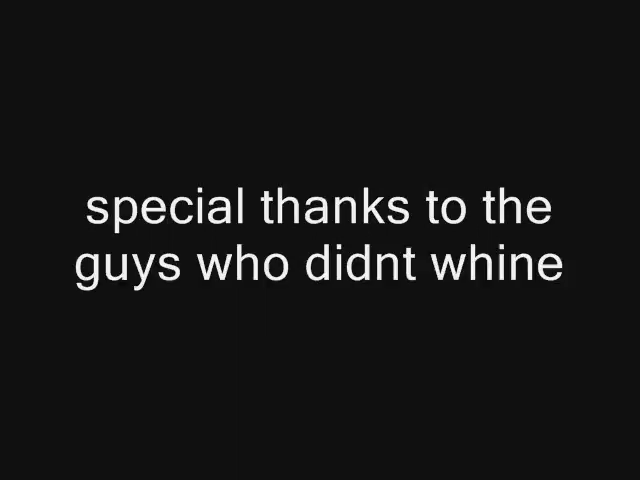 special thanks to the
guys who didnt whine